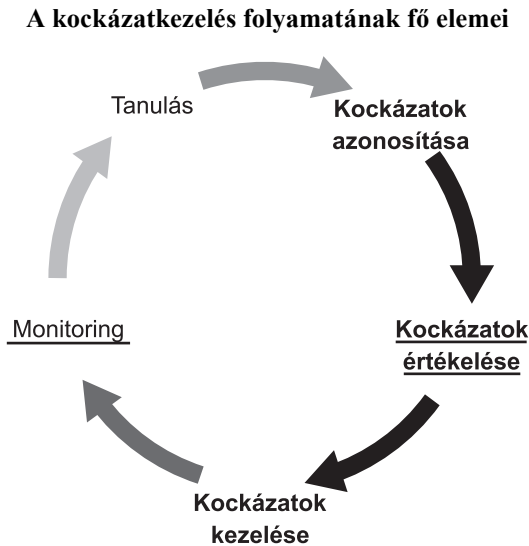 A kockázatkezelés folyamatának fő elemei
Tanulás
Kockázatok
azonosítása
Kockázatok
értékelése
Kockázatok
kezelése
Monitoring